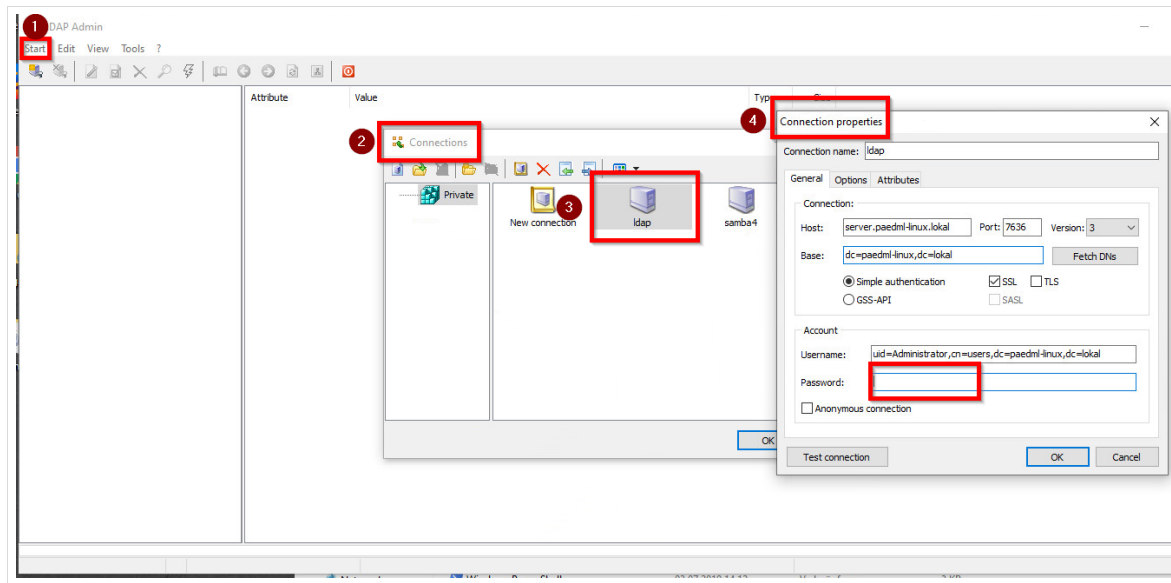 1
DAP Admin
Start Edit View Tools ?
Attribute Value
2
Connections
Private
New connection
3
ldap
samba4
OK
4
Connection properties
Connection name: ldap
General Options Attributes
Connection:
Host: server.paedml-linux.lokal Port: 7636 Version: 3
Base: dc=paedml-linux,dc=lokal Fetch DNs
Simple authentication SSL TLS
GSS-API SASL
Account
Username: uid=Administrator,cn=users,dc=paedml-linux,dc=lokal
Password:
Anonymous connection
Test connection OK Cancel